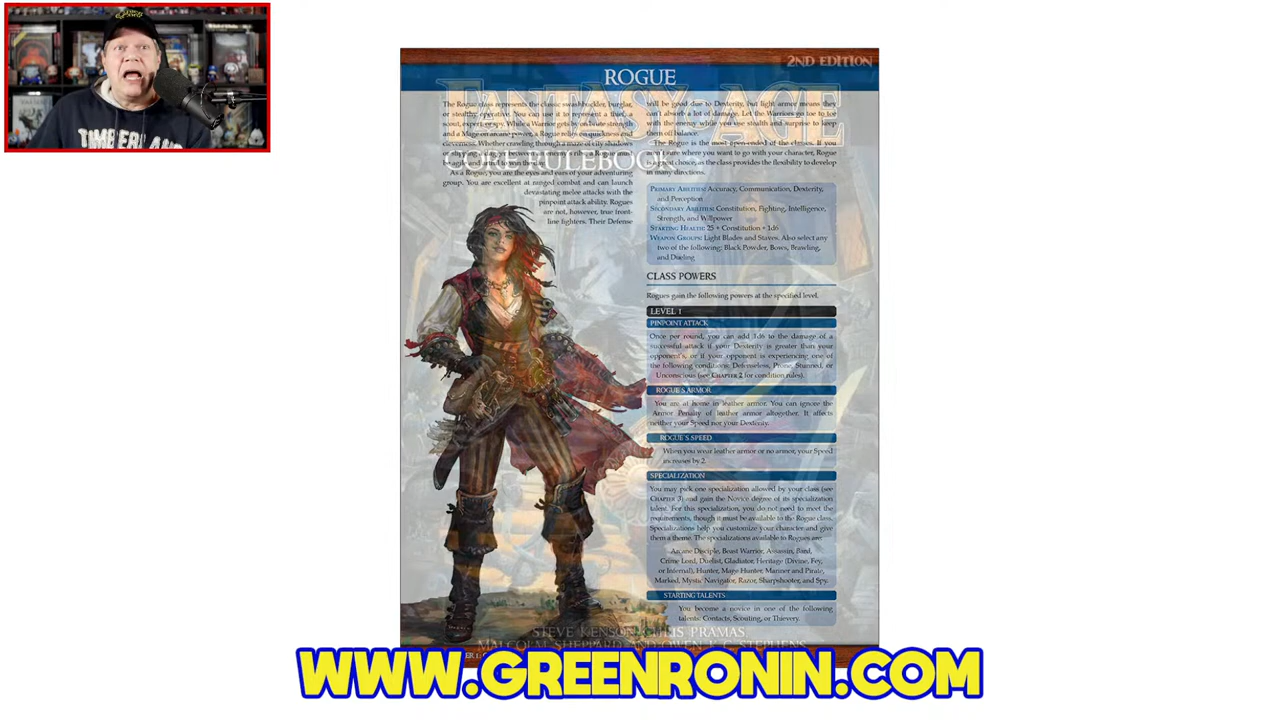 TIMBERLAND
2ND EDITION
ROGUE
FANTASY AGE
CORE RULEBOOK
The Rogue class represents the classic swashbuckler, burglar,
or stealthy operative. You can use it to represent a thief, a
scout, expert, or spy. While a Warrior gets by on brute strength
and a Mage on arcane power, a Rogue relies on quickness and
cleverness. Whether crawling through a maze of city shadows
As a Rogue, you are the eyes and ears of your adventuring
group. You are excellent at ranged combat and can launch
devastating melee attacks with the
pinpoint attack ability. Rogues
are not, however, true front-
line fighters. Their Defense
will be good due to Dexterity, but light armor means they
can't absorb a lot of damage. Let the Warriors go toe to toe
with the enemy while you use stealth and surprise to keep
them off balance.
The Rogue is the most open-ended of the classes. If you
aren't sure where you want to go with your character, Rogue
is a great choice, as the class provides the flexibility to develop
in many directions.
Primary Abilities: Accuracy, Communication, Dexterity,
and Perception
Secondary Abilities: Constitution, Fighting, Intelligence,
Strength, and Willpower
Starting Health: 25 + Constitution + 1d6
Weapon Groups: Light Blades and Staves. Also select any
two of the following: Black Powder, Bows, Brawling,
and Dueling
CLASS POWERS
Rogues gain the following powers at the specified level.
LEVEL 1
PINPOINT ATTACK
Once per round, you can add 1d6 to the damage of a
successful attack if your Dexterity is greater than your
opponent's, or if your opponent is experiencing one of
the following conditions: Defenseless, Prone, Stunned, or
Unconscious (see Chapter 2 for condition rules).
ROGUE'S ARMOR
You are at home in leather armor. You can ignore the
Armor Penalty of leather armor altogether. It affects
neither your Speed nor your Dexterity.
ROGUE'S SPEED
When you wear leather armor or no armor, your Speed
increases by 2.
SPECIALIZATION
You may pick one specialization allowed by your class (see
Chapter 3) and gain the Novice degree of its specialization
talent. For this specialization, you do not need to meet the
requirements, though it must be available to the Rogue class.
Specializations help you customize your character and give
them a theme. The specializations available to Rogues are:
Arcane Disciple, Beast Warrior, Assassin, Bard,
Crime Lord, Duelist, Gladiator, Heritage (Divine, Fey,
or Infernal), Hunter, Mage Hunter, Mariner and Pirate,
Marked, Mystic Navigator, Razor, Sharpshooter, and Spy.
STARTING TALENTS
You become a novice in one of the following
talents: Contacts, Scouting, or Thievery.
STEVE KENSON, CHRIS PRAMAS,
MALCOLM SHEPPARD, AND OWEN K.C. STEPHENS
WWW.GREENRONIN.COM